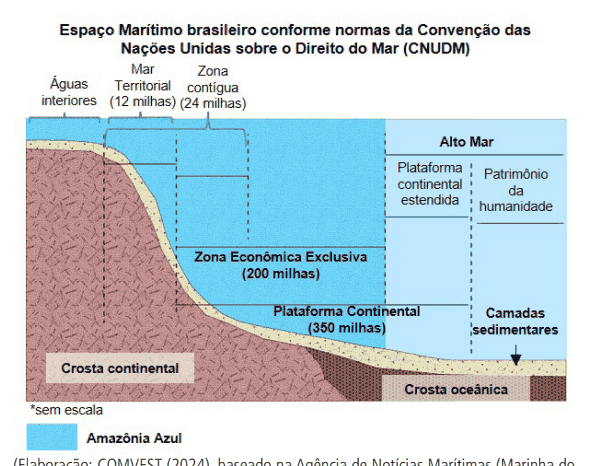 Espaço Marítimo brasileiro conforme normas da Convenção das
Nações Unidas sobre o Direito do Mar (CNUDM)
Águas
interiores
Mar
Territorial
(12 milhas)
Zona
contígua
(24 milhas)
Alto Mar
Plataforma
continental
estendida
Patrimônio
da
humanidade
Zona Econômica Exclusiva
(200 milhas)
Plataforma Continental
(350 milhas)
Camadas
sedimentares
Crosta continental
Crosta oceânica
*sem escala
Amazônia Azul
(Elaboração: COMVEST (2024), baseado na Agência de Notícias Marítimas (Marinha do